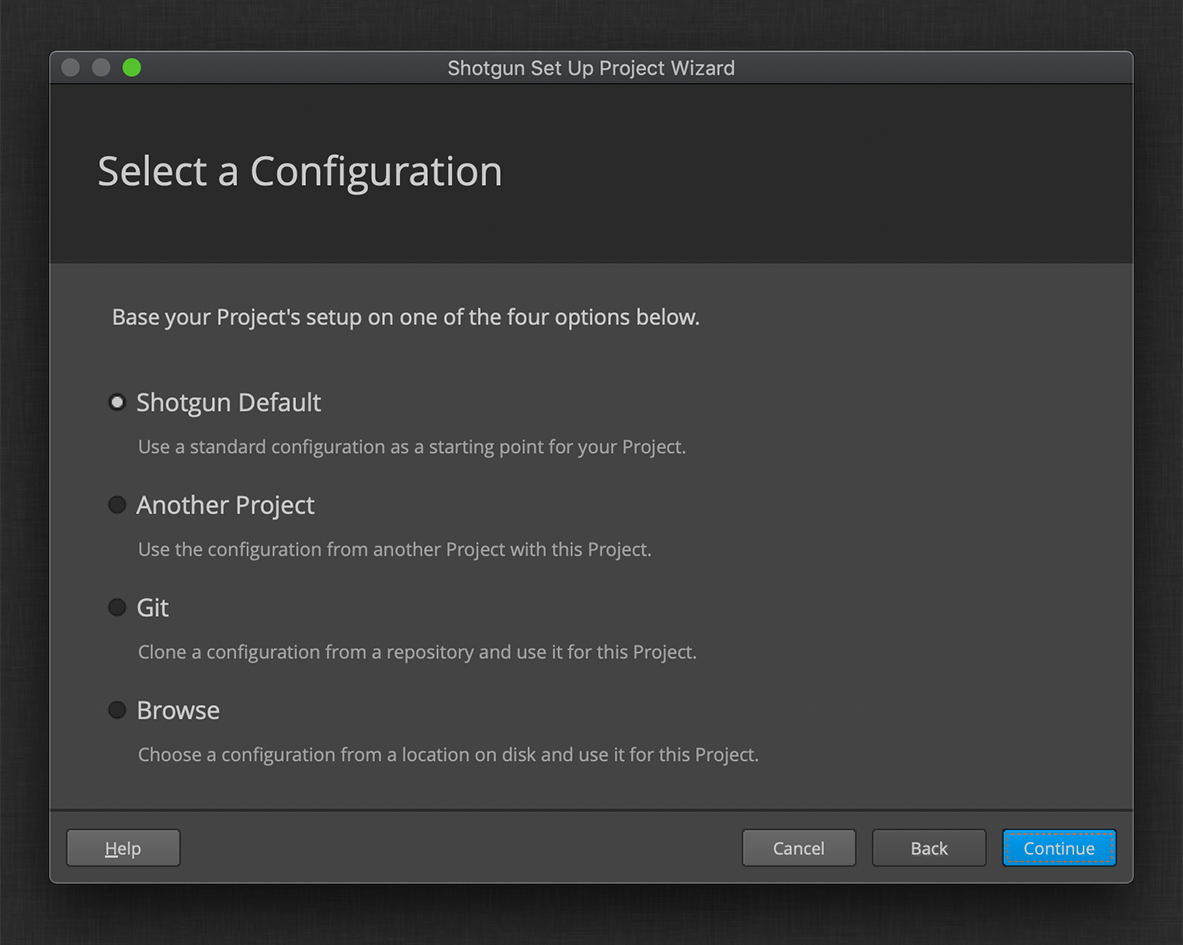 Shotgun Set Up Project Wizard
Select a Configuration
Base your Project's setup on one of the four options below.
Shotgun Default
Use a standard configuration as a starting point for your Project.
Another Project
Use the configuration from another Project with this Project.
Git
Clone a configuration from a repository and use it for this Project.
Browse
Choose a configuration from a location on disk and use it for this Project.
Help Cancel Back Continue